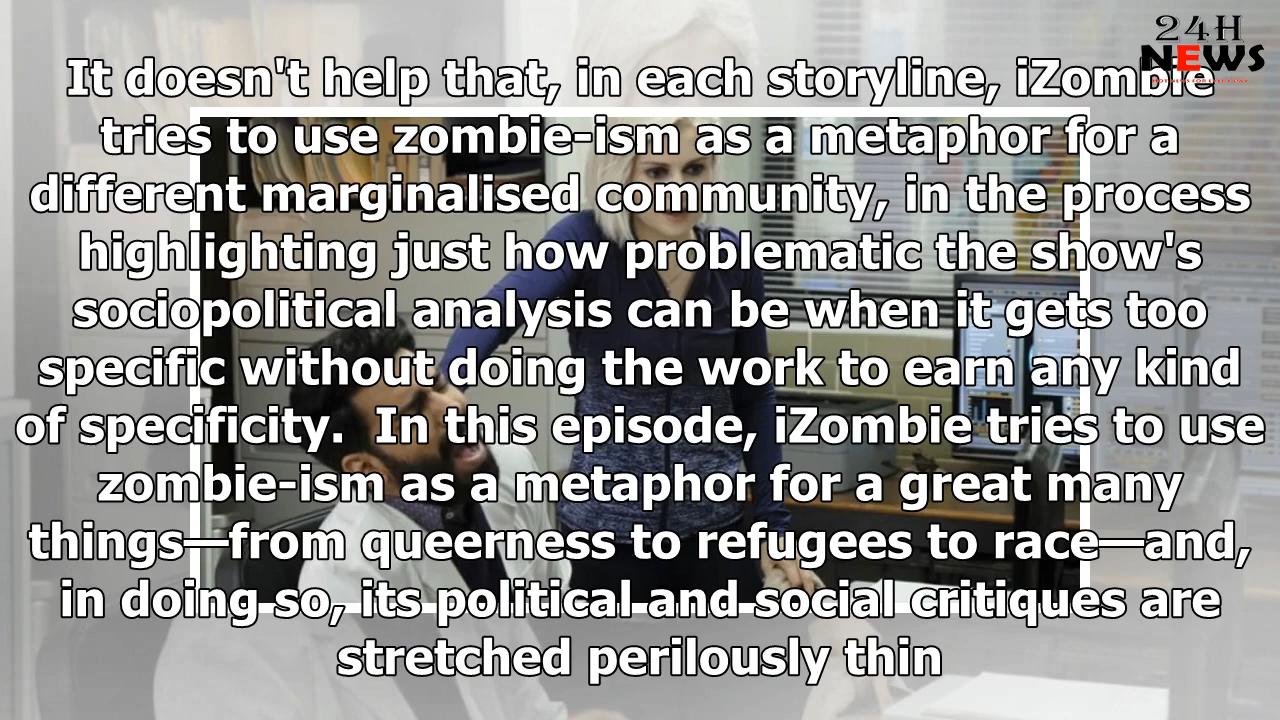 24H
NEWS
It doesn't help that, in each storyline, iZombie
tries to use zombie-ism as a metaphor for a
different marginalised community, in the process
highlighting just how problematic the show's
sociopolitical analysis can be when it gets too
specific without doing the work to earn any kind
of specificity.  In this episode, iZombie tries to use
zombie-ism as a metaphor for a great many
things—from queerness to refugees to race—and,
in doing so, its political and social critiques are
stretched perilously thin